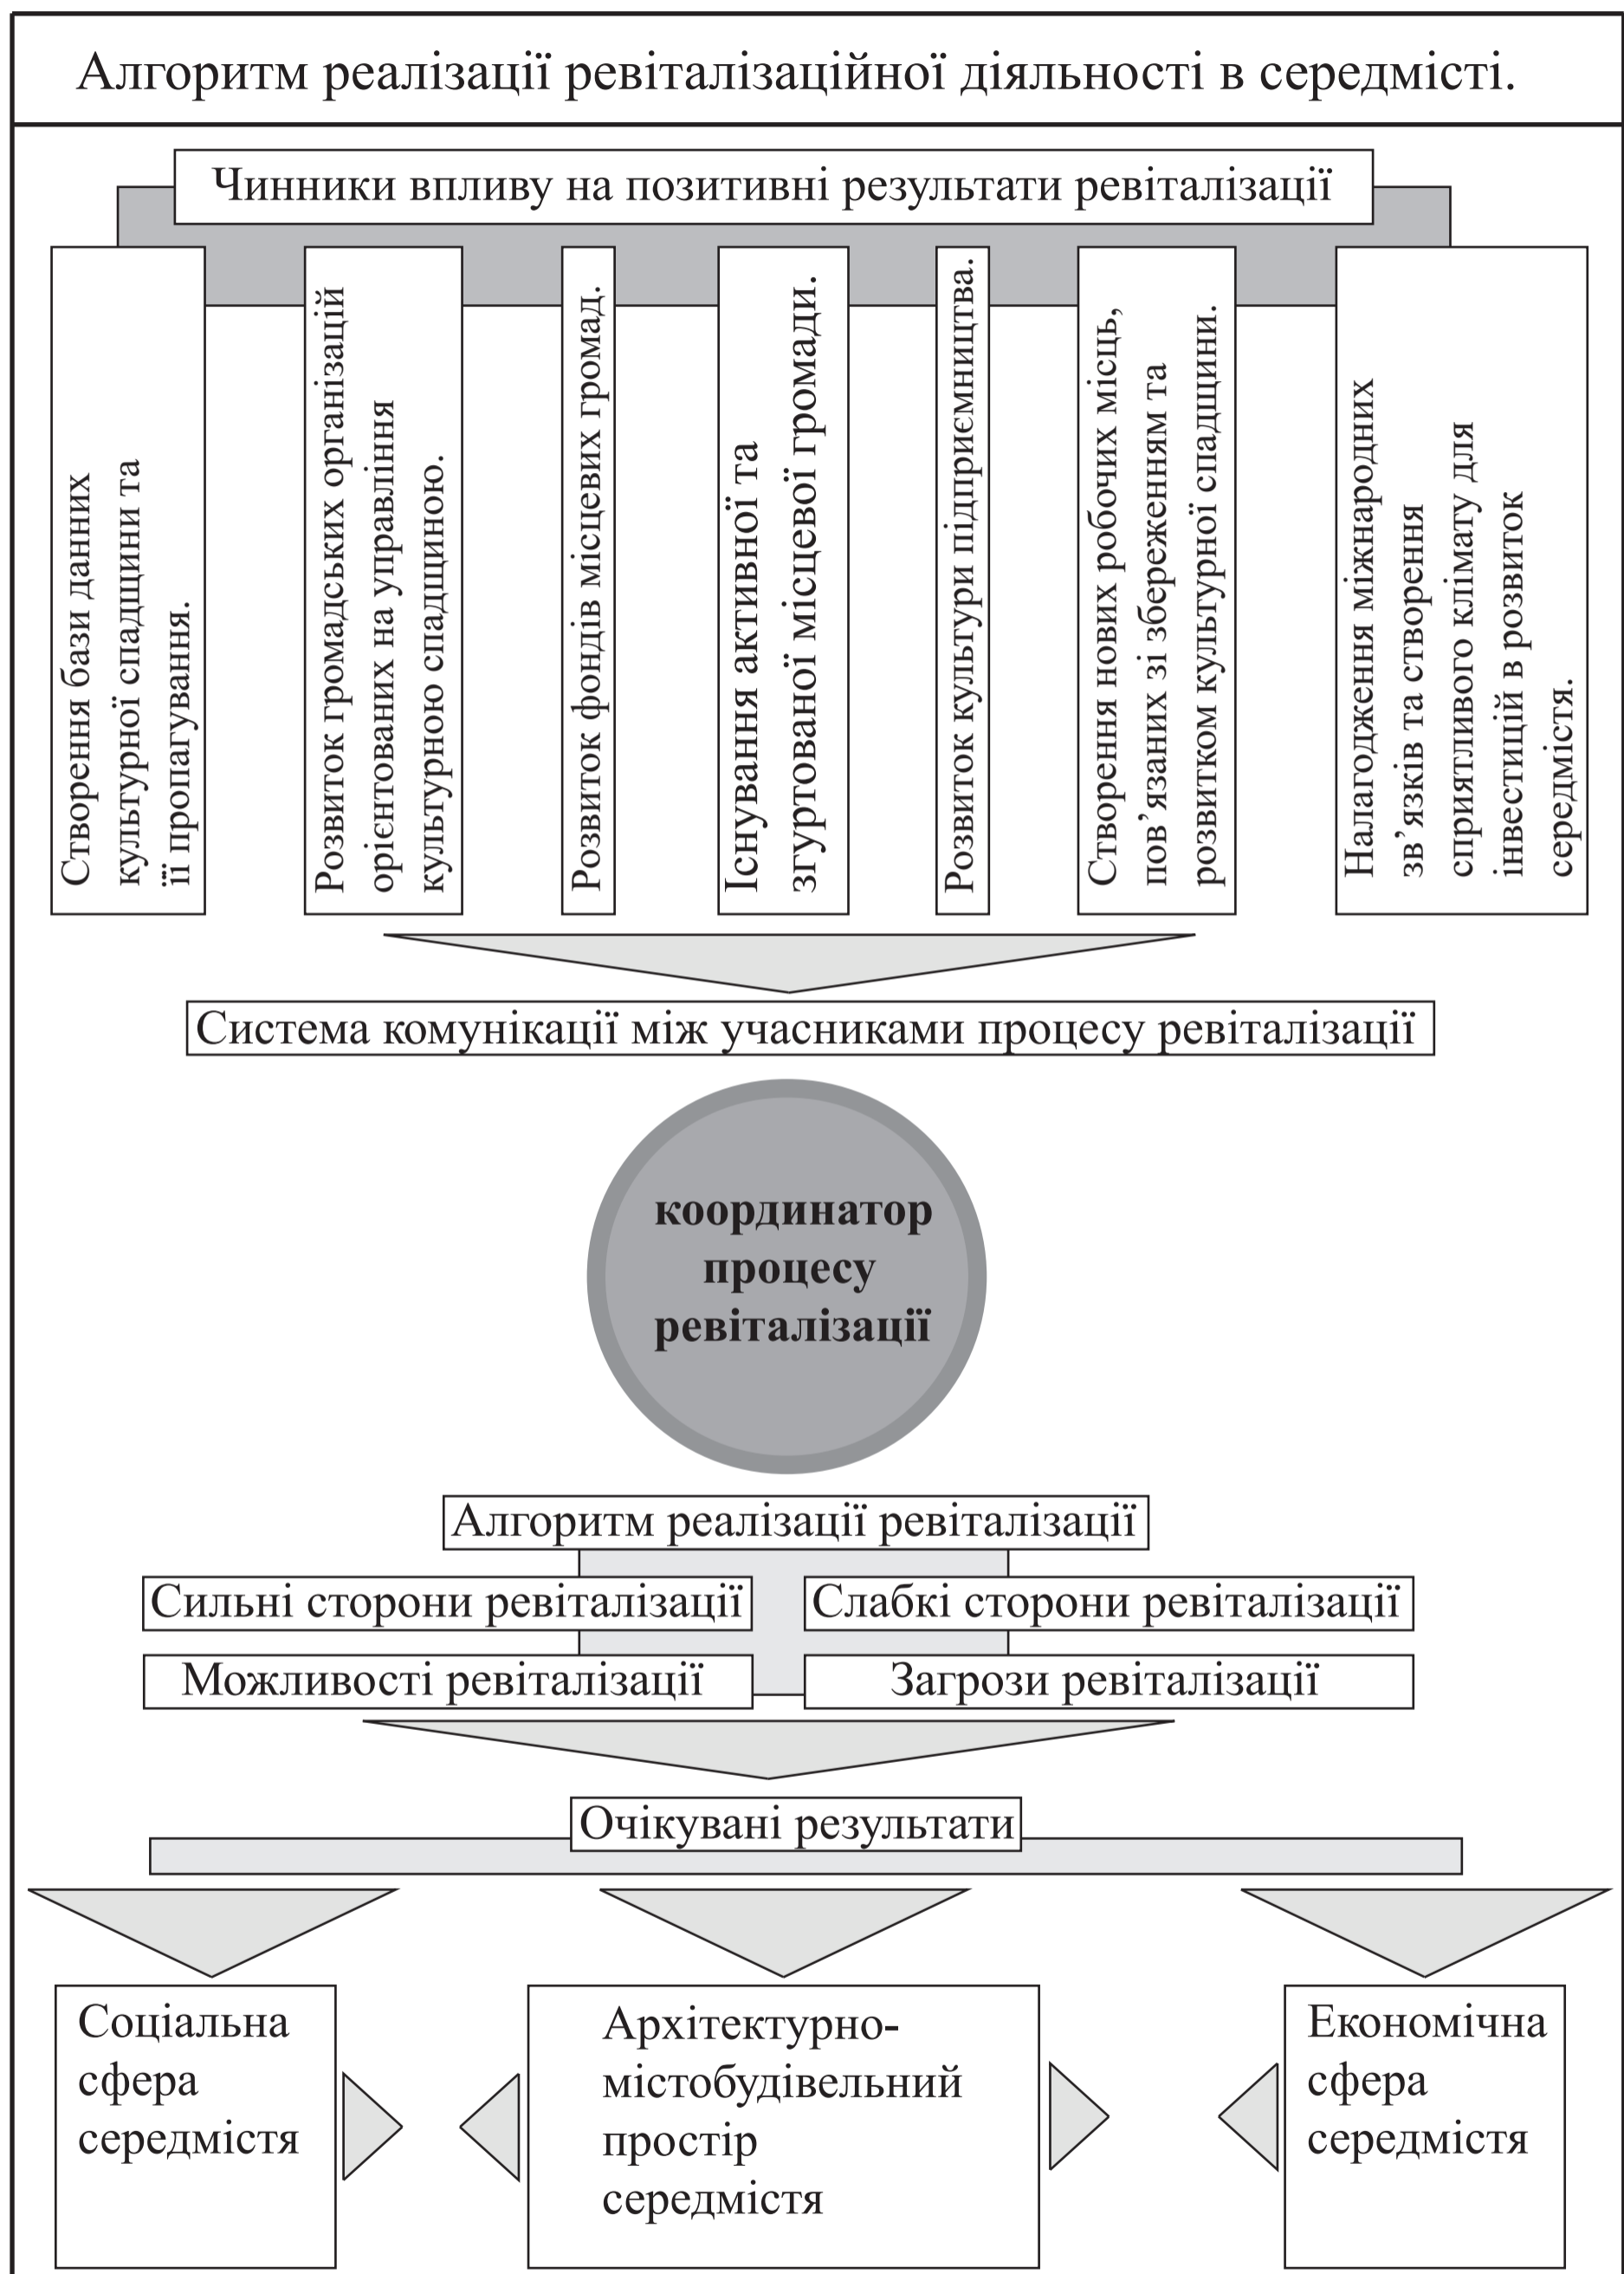 Алгоритм реалізації ревіталізаційної діяльності в середмісті.
Чинники впливу на позитивні результати ревіталізації
Створення бази данних
культурної спадщини та
її пропагування.
Розвиток громадських організацій
орієнтованих на управління
культурною спадщиною.
Розвиток фондів місцевих громад.
Існування активної та
згуртованої місцевої громади.
Розвиток культури підприємництва.
Створення нових робочих місць,
пов’язаних зі збереженням та
розвитком культурної спадщини.
Налагодження міжнародних
зв’язків та створення
сприятливого клімату для
інвестицій в розвиток
середмістя.
Система комунікації між учасниками процесу ревіталізації
координатор
процесу
ревіталізації
Алгоритм реалізації ревіталізації
Сильні сторони ревіталізації
Слабкі сторони ревіталізації
Можливості ревіталізації
Загрози ревіталізації
Очікувані результати
Соціальна
сфера
середмістя
Архітектурно-
містобудівельний
простір
середмістя
Економічна
сфера
середмістя